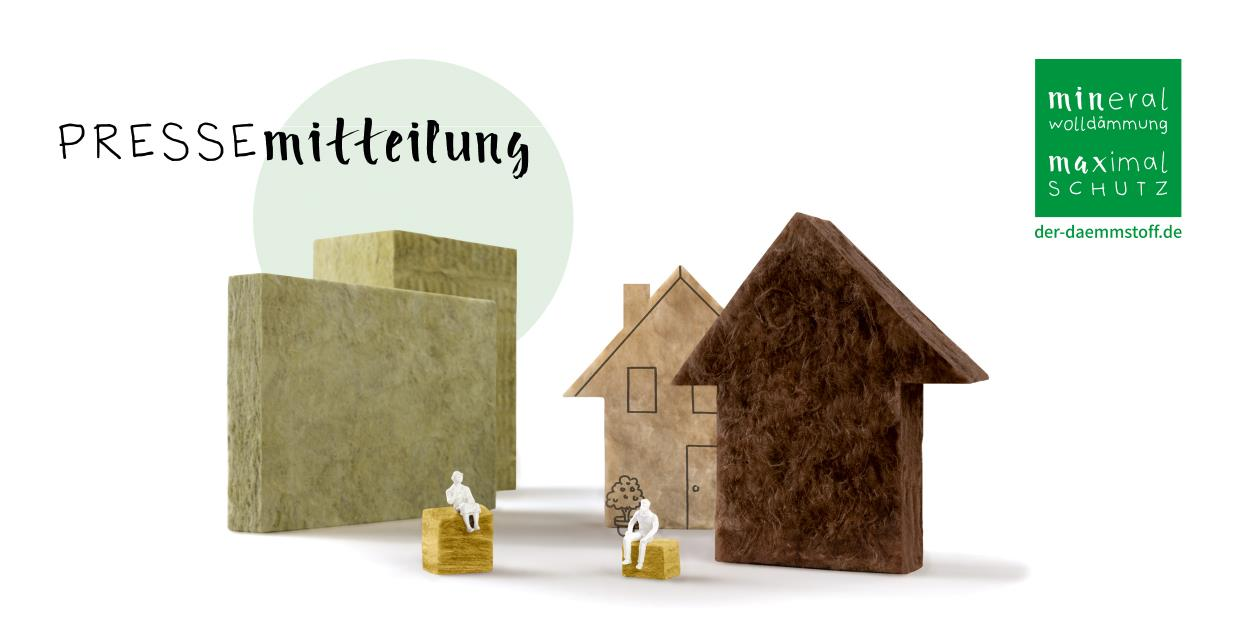 PRESSEmitteilung
mineral
wolldämmung
maximal
SCHUTZ
der-daemmstoff.de